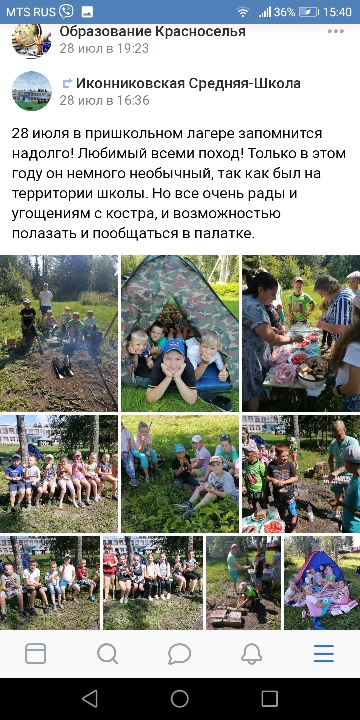 MTS RUS 36% 15:40
Образование Красноселья
28 июл в 19:23
Иконниковская Средняя-Школа
28 июл в 16:36
28 июля в пришкольном лагере запомнится
надолго! Любимый всеми поход! Только в этом
году он немного необычный, так как был на
территории школы. Но все очень рады и
угощениям с костра, и возможностью
полазать и пообщаться в палатке.